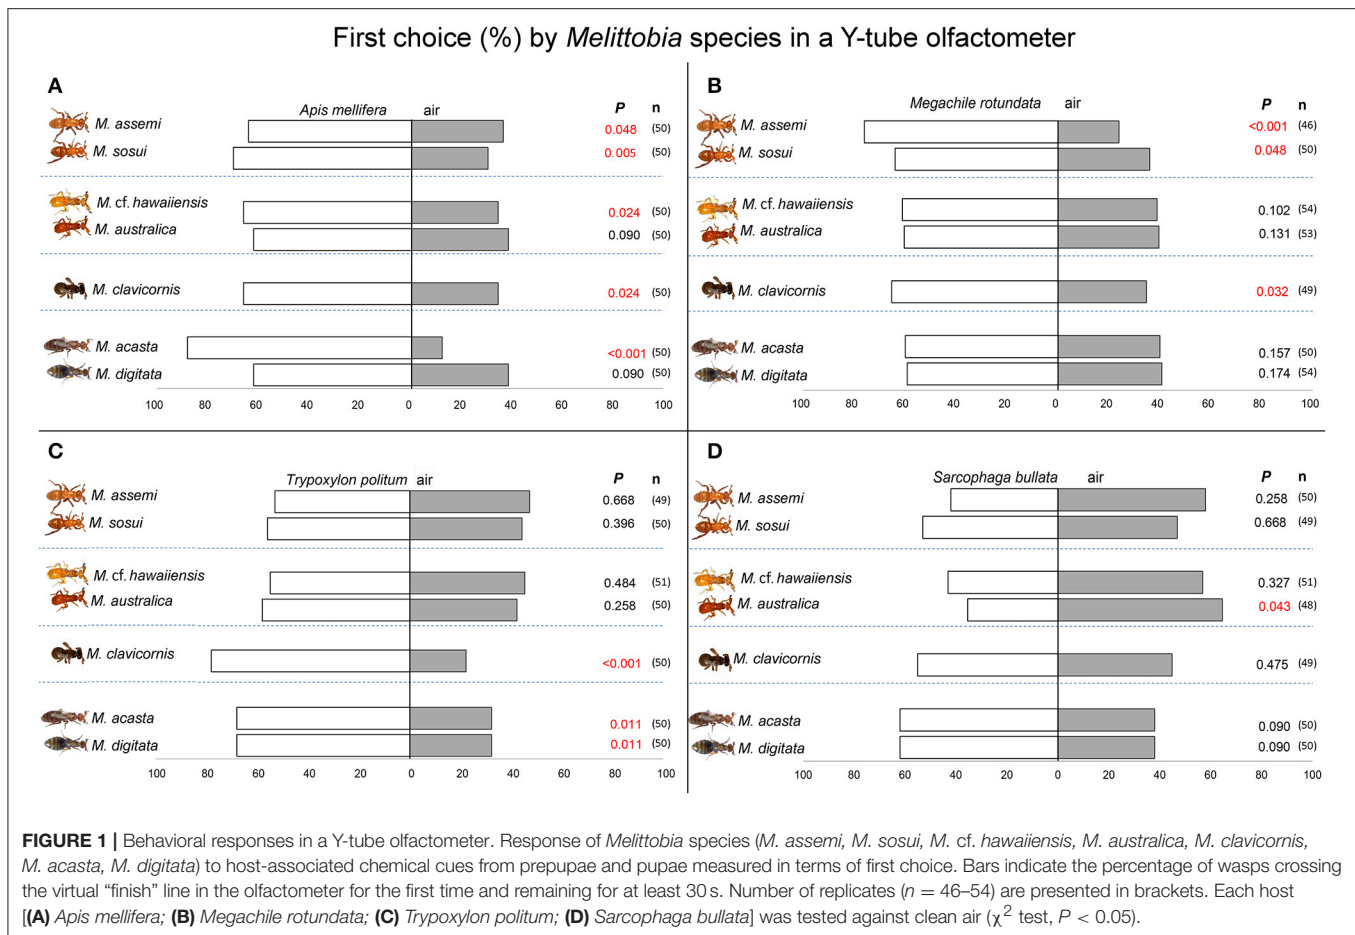 First choice (%) by Melittobia species in a Y-tube olfactometer
A
Apis mellifera air P n
M. assemi 0.048 (50)
M. sosui 0.005 (50)
M. cf. hawaiiensis 0.024 (50)
M. australica 0.090 (50)
M. clavicornis 0.024 (50)
M. acasta <0.001 (50)
M. digitata 0.090 (50)
100 80 60 40 20 0 20 40 60 80 100
B
Megachile rotundata air P n
M. assemi <0.001 (46)
M. sosui 0.048 (50)
M. cf. hawaiiensis 0.102 (54)
M. australica 0.131 (53)
M. clavicornis 0.032 (49)
M. acasta 0.157 (50)
M. digitata 0.174 (54)
100 80 60 40 20 0 20 40 60 80 100
C
Trypoxylon politum air P n
M. assemi 0.668 (49)
M. sosui 0.396 (50)
M. cf. hawaiiensis 0.484 (51)
M. australica 0.258 (50)
M. clavicornis <0.001 (50)
M. acasta 0.011 (50)
M. digitata 0.011 (50)
100 80 60 40 20 0 20 40 60 80 100
D
Sarcophaga bullata air P n
M. assemi 0.258 (50)
M. sosui 0.668 (49)
M. cf. hawaiiensis 0.327 (51)
M. australica 0.043 (48)
M. clavicornis 0.475 (49)
M. acasta 0.090 (50)
M. digitata 0.090 (50)
100 80 60 40 20 0 20 40 60 80 100
FIGURE 1 | Behavioral responses in a Y-tube olfactometer. Response of Melittobia species (M. assemi, M. sosui, M. cf. hawaiiensis, M. australica, M. clavicornis,
M. acasta, M. digitata) to host-associated chemical cues from prepupae and pupae measured in terms of first choice. Bars indicate the percentage of wasps crossing
the virtual “finish” line in the olfactometer for the first time and remaining for at least 30 s. Number of replicates (n = 46–54) are presented in brackets. Each host
[(A) Apis mellifera; (B) Megachile rotundata; (C) Trypoxylon politum; (D) Sarcophaga bullata] was tested against clean air (χ² test, P < 0.05).